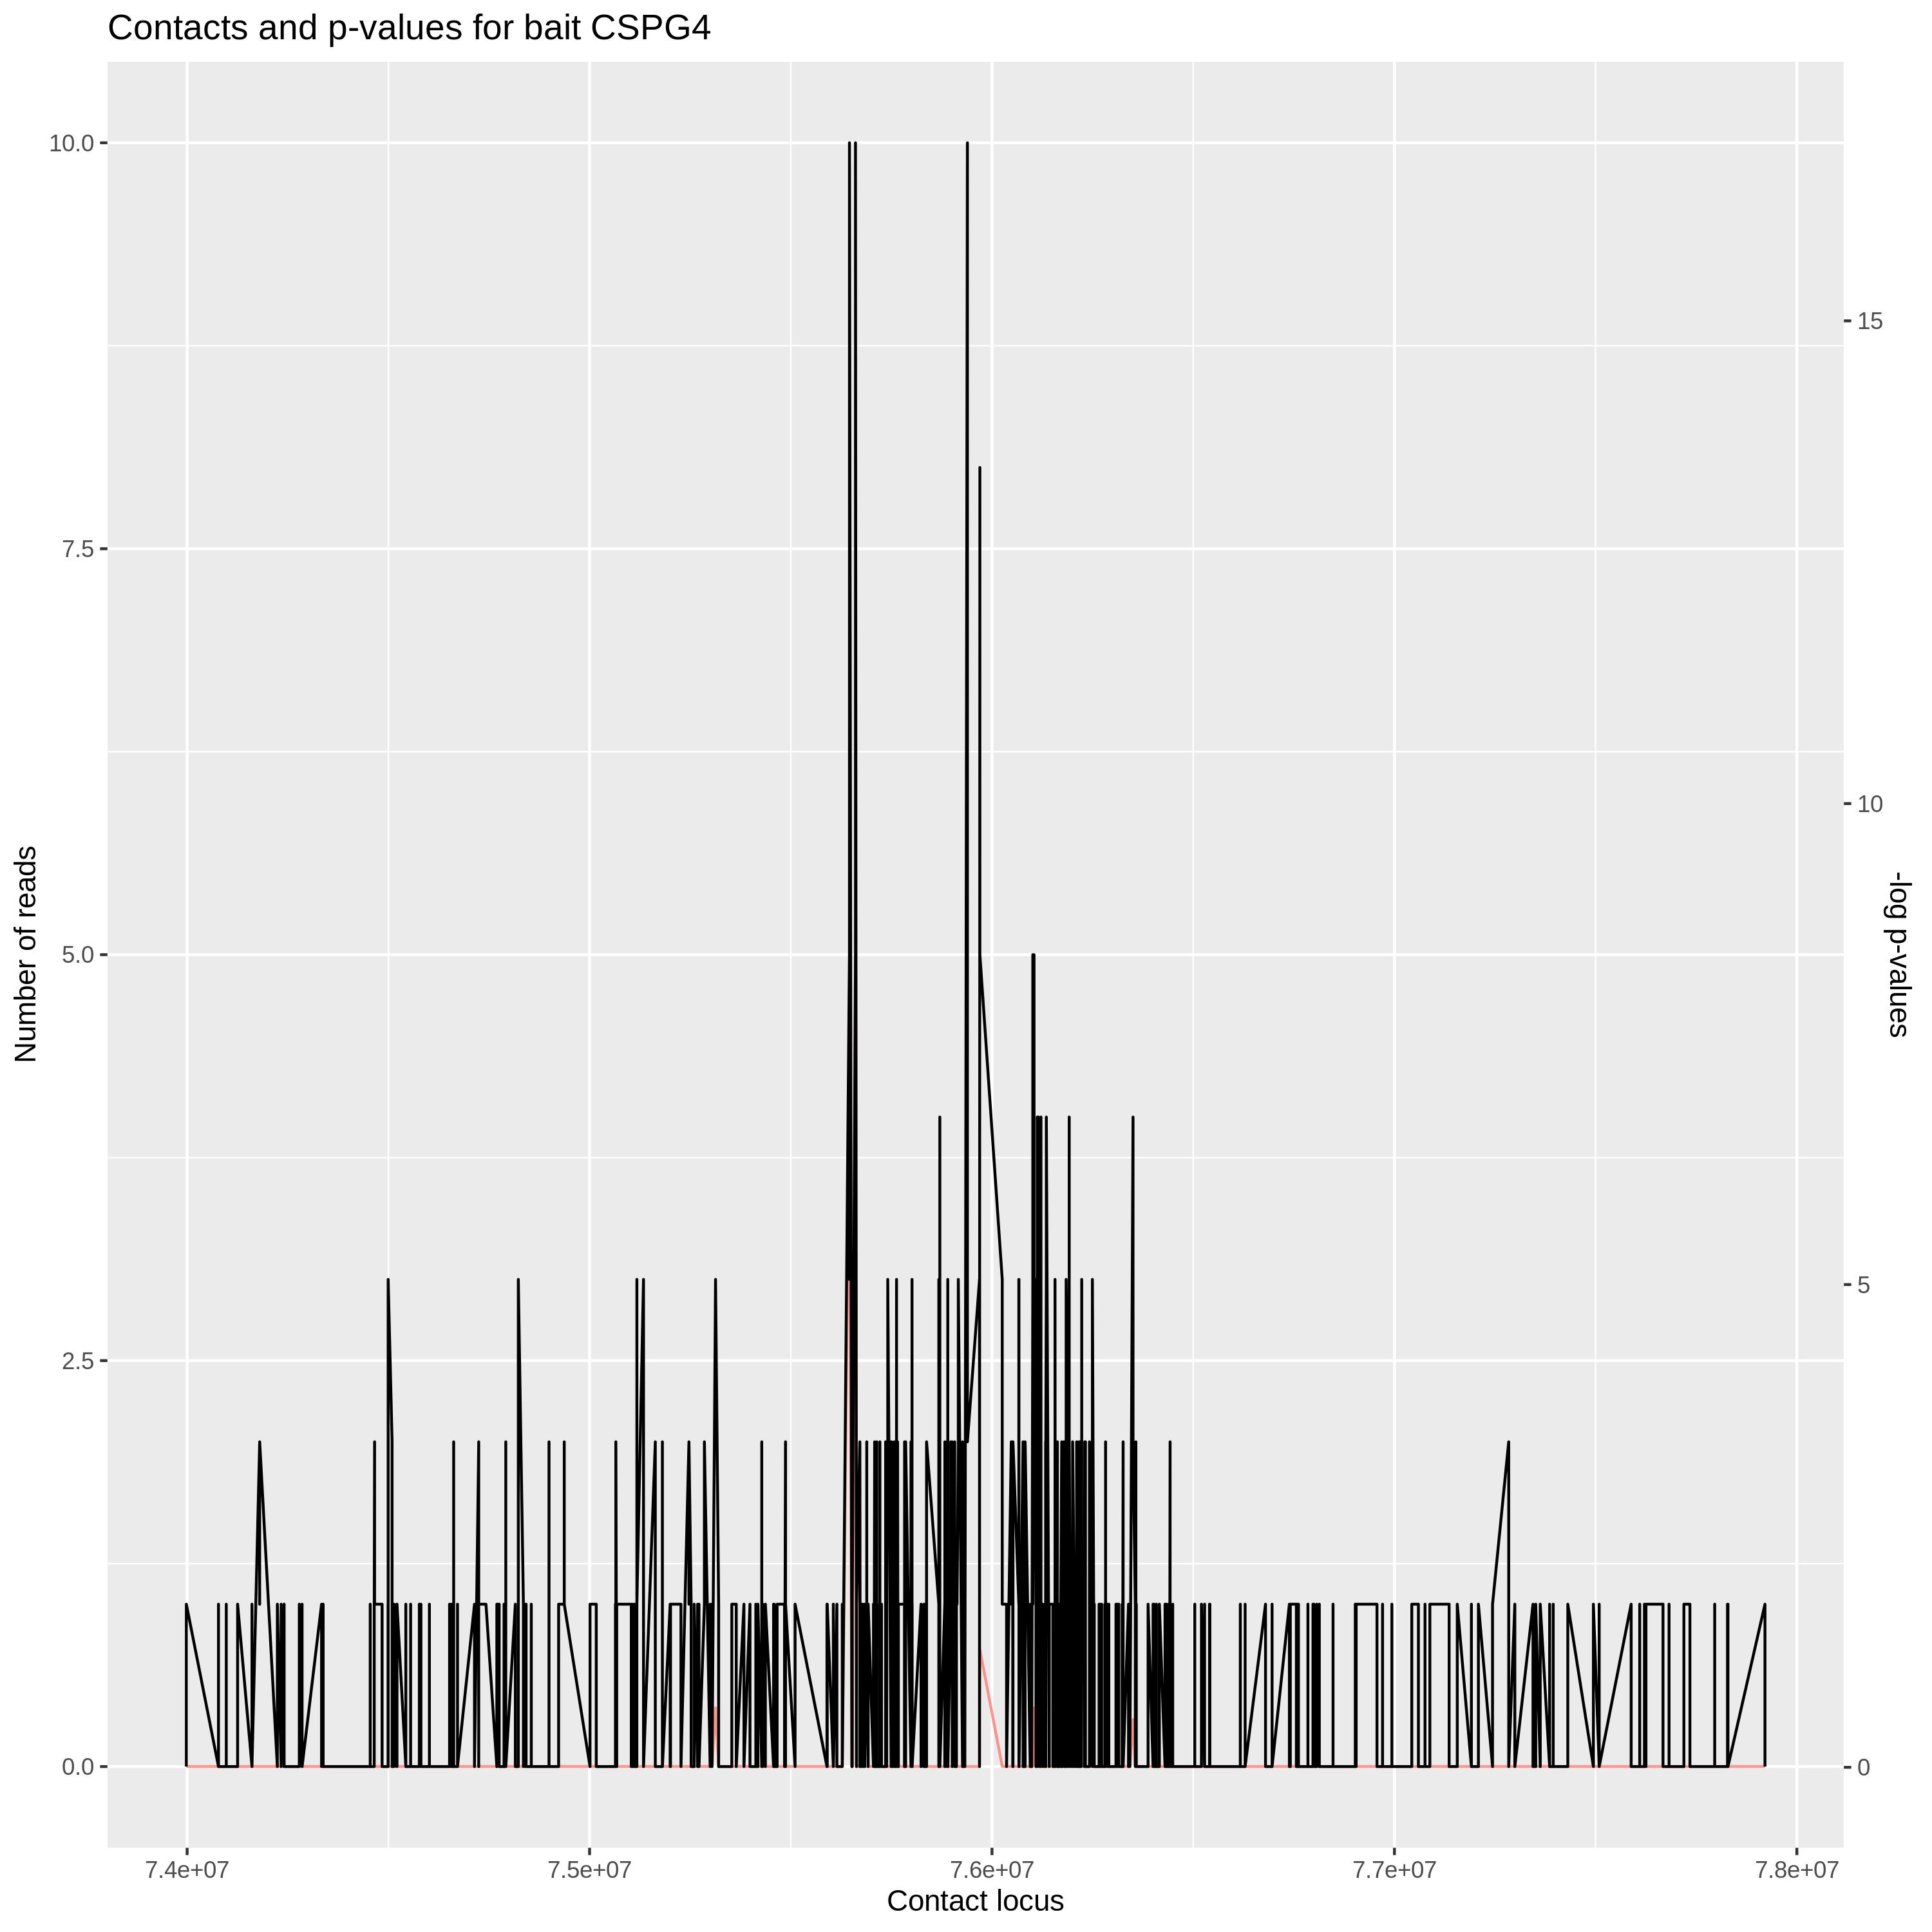 Contacts and p-values for bait CSPG4
10.0
7.5
5.0
2.5
0.0
Number of reads
15
10
5
0
-log p-values
7.4e+07 7.5e+07 7.6e+07 7.7e+07 7.8e+07
Contact locus